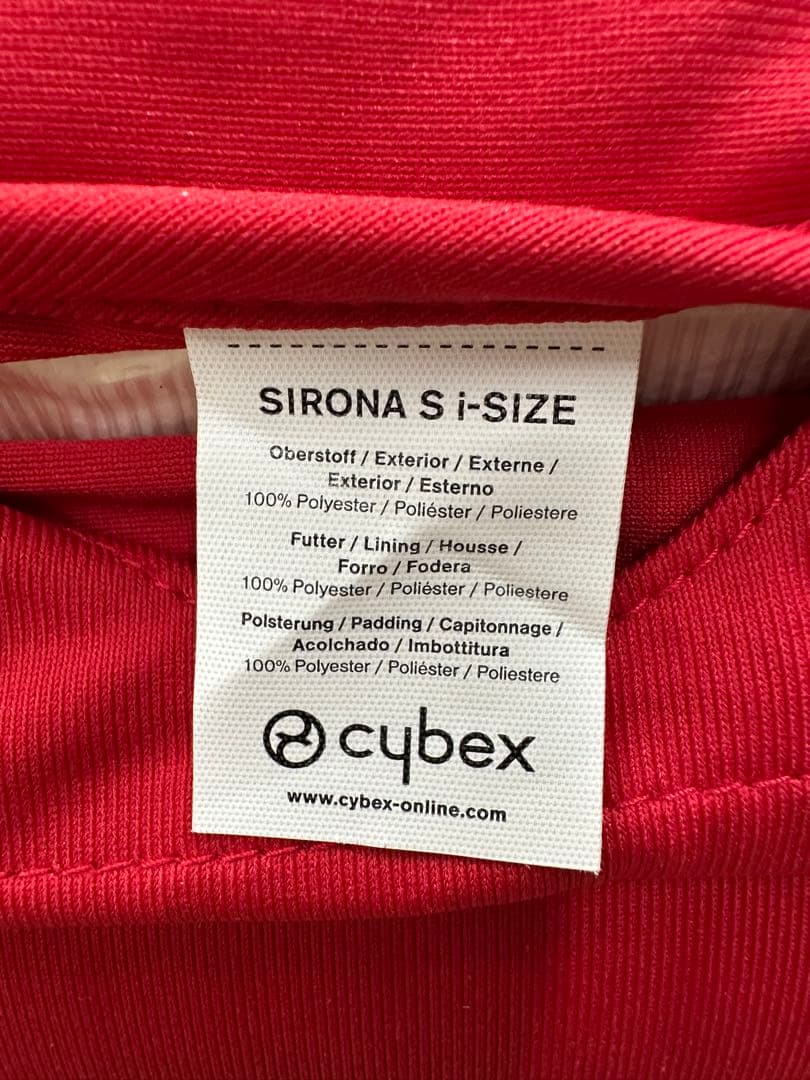 SIRONA S i-SIZE
Oberstoff / Exterior / Externe /
Exterior / Esterno
100% Polyester / Poliéster / Poliestere
Futter / Lining / Housse /
Forro / Fodera
100% Polyester / Poliéster / Poliestere
Polsterung / Padding / Capitonnage /
Acolchado / Imbottitura
100% Polyester / Poliéster / Poliestere
cybex
www.cybex-online.com